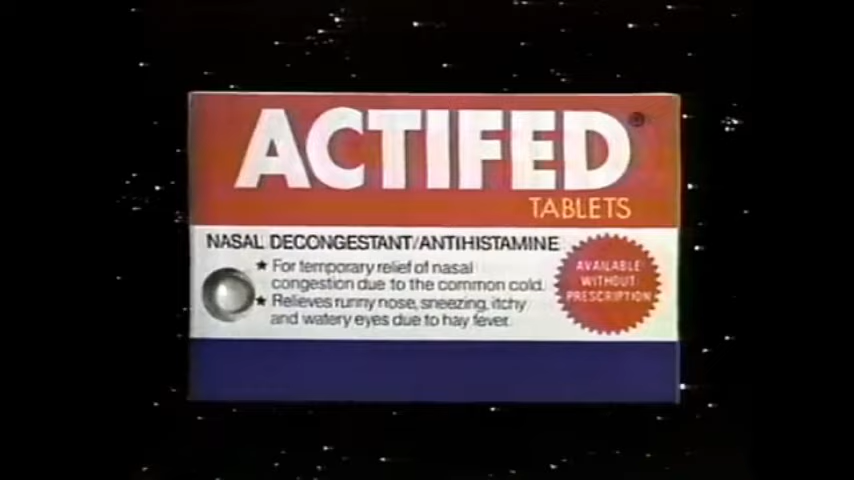 ACTIFED®
TABLETS
NASAL DECONGESTANT/ANTIHISTAMINE
★ For temporary relief of nasal
congestion due to the common cold.
★ Relieves runny nose, sneezing, itchy
and watery eyes due to hay fever.
AVAILABLE
WITHOUT
PRESCRIPTION